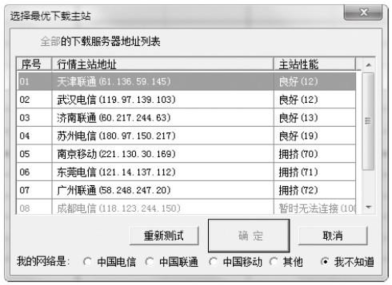 选择最优下载主站
全部的下载服务器地址列表
序号 行情主站地址 主站性能
01 天津联通(61.136.59.145) 良好(12)
02 武汉电信(119.97.139.103) 良好(12)
03 济南联通(60.217.244.63) 良好(13)
04 苏州电信(180.97.150.217) 良好(19)
05 南京移动(221.130.30.169) 拥挤(70)
06 东莞电信(121.14.137.112) 拥挤(71)
07 广州联通(58.248.247.20) 拥挤(72)
08 成都电信(118.123.244.150) 暂时无法连接(100
重新测试 确定 取消
我的网络是: 中国电信 中国联通 中国移动 其他 我不知道